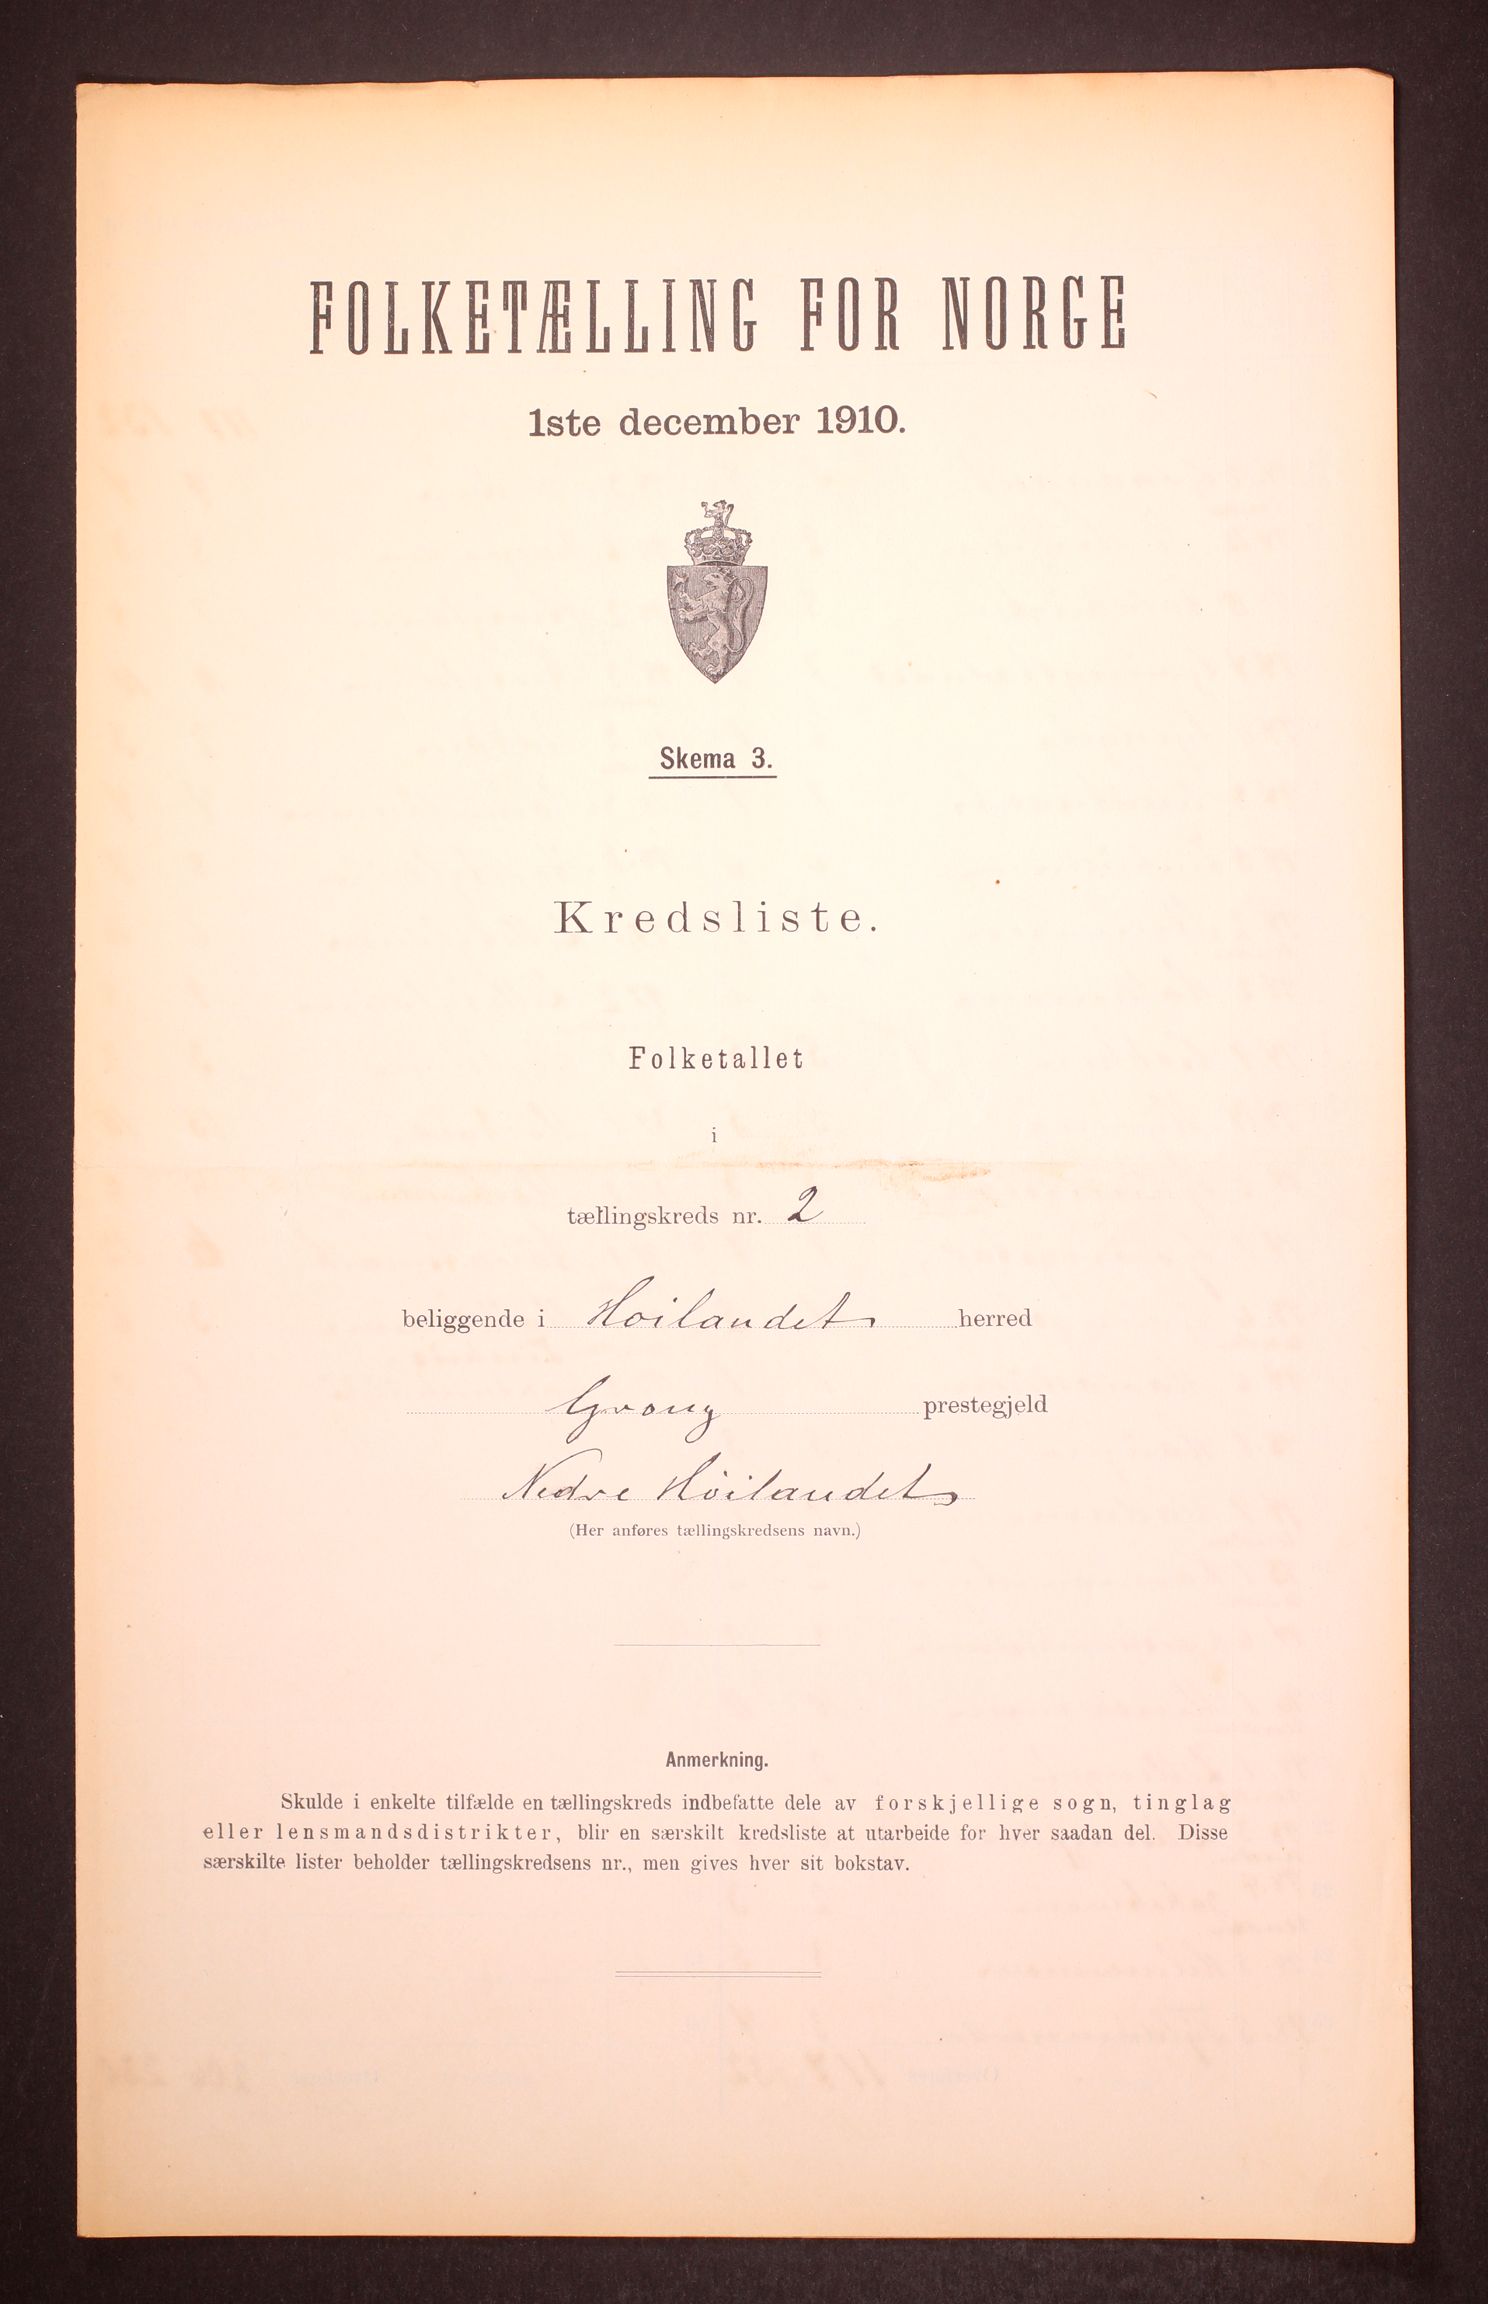 FOLKETÆLLING FOR NORGE
1ste december 1910.
Skema 3.
Kredsliste.
Folketallet
i
tællingskreds nr. 2
beliggende i Høilandet herred
Grong prestegjeld
Nedre Høilandet
(Her anføres tællingskredsens navn.)
Anmerkning.
Skulde i enkelte tilfælde en tællingskreds indbefatte dele av forskjellige sogn, tinglag
eller lensmandsdistrikter, blir en særskilt kredsliste at utarbeide for hver saadan del. Disse
særskilte lister beholder tællingskredsens nr., men gives hver sit bokstav.